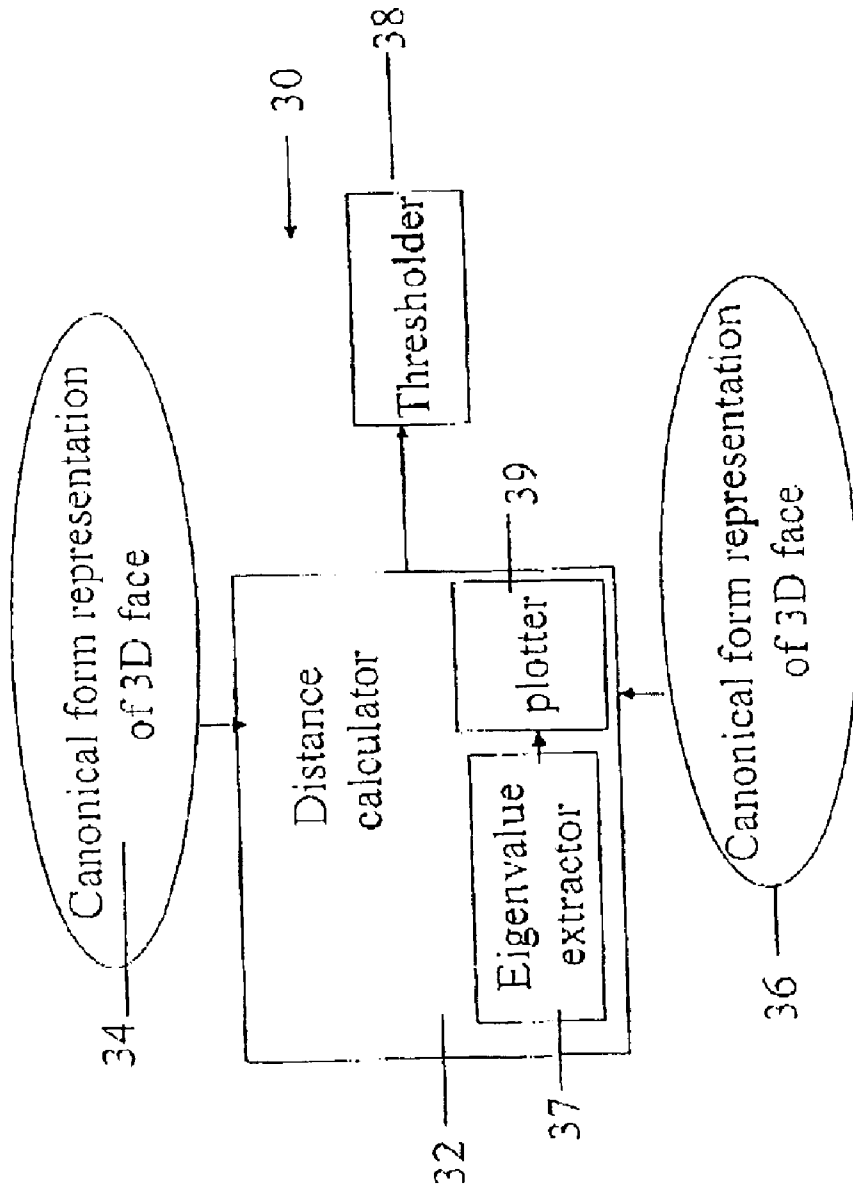 Canonical form representation
of 3D face
34
30
Distance
calculator
38
Thresholder
32
39
Eigenvalue
extractor
plotter
37
Canonical form representation
of 3D face
36